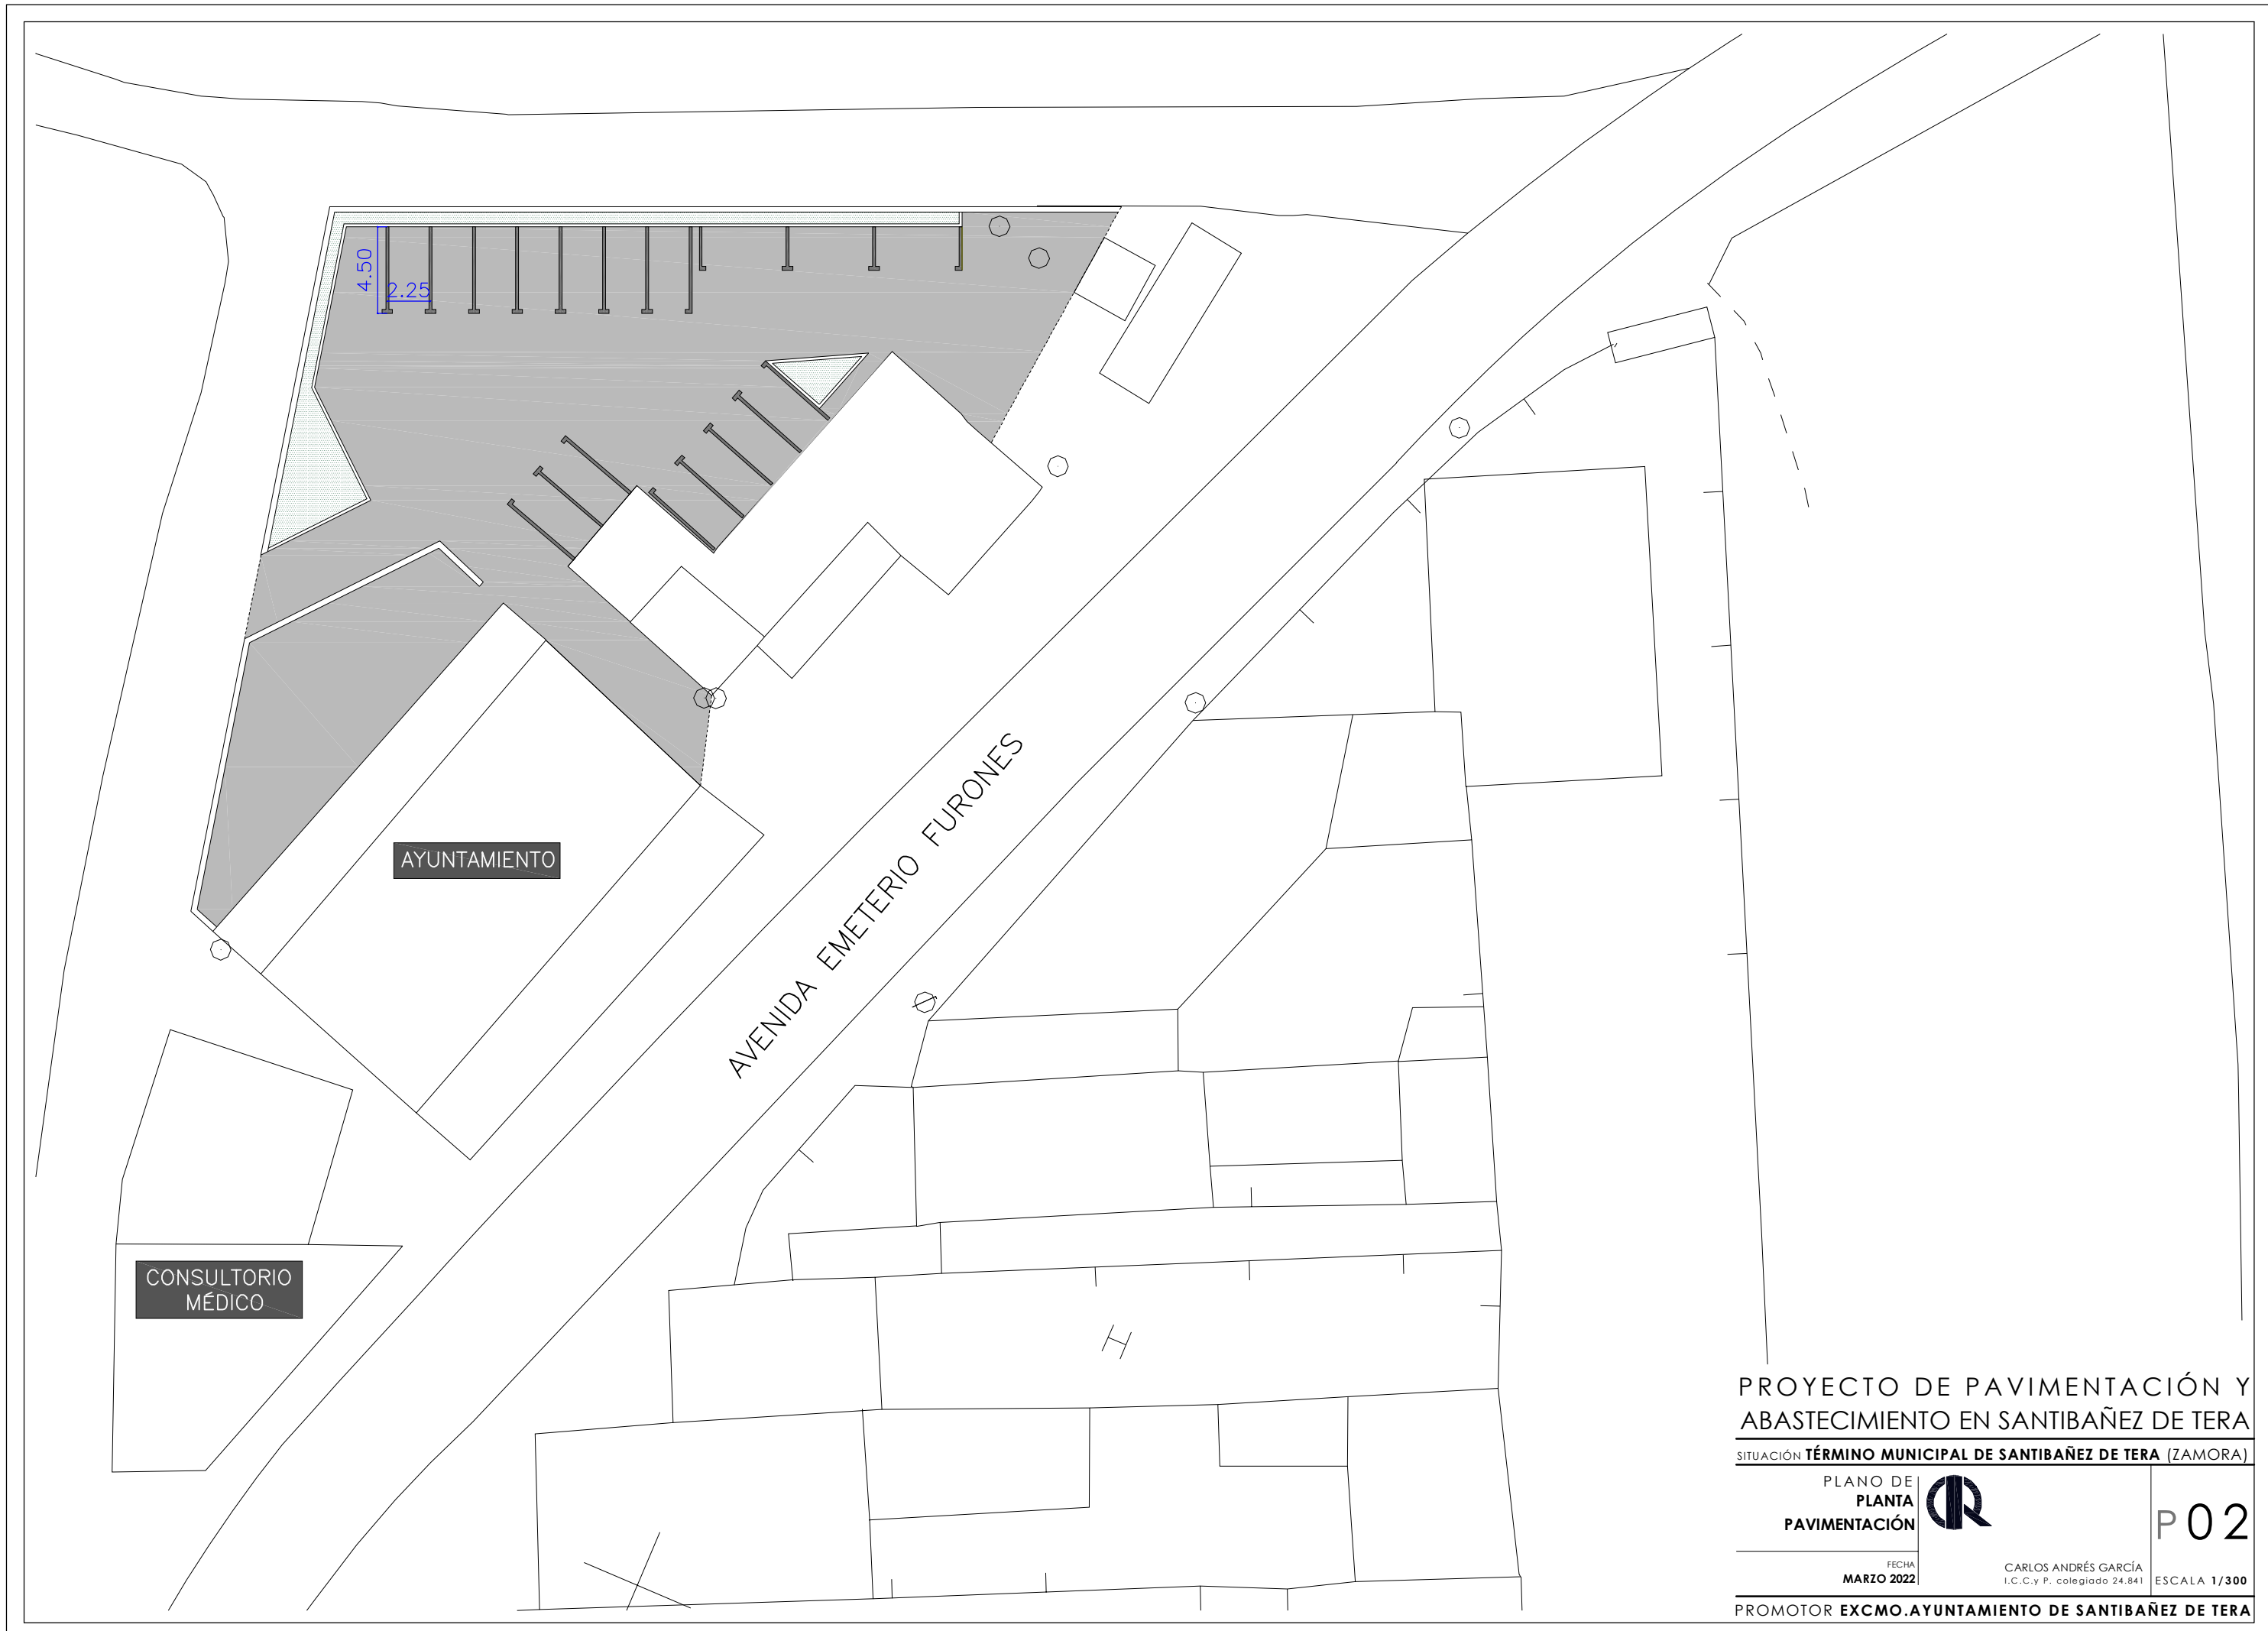 4.50
2.25
AVENIDA EMETERIO FURONES
AYUNTAMIENTO
CONSULTORIO
MÉDICO
PROYECTO DE PAVIMENTACIÓN Y
ABASTECIMIENTO EN SANTIBAÑEZ DE TERA
SITUACIÓN TÉRMINO MUNICIPAL DE SANTIBAÑEZ DE TERA (ZAMORA)
PLANO DE
PLANTA
PAVIMENTACIÓN
FECHA
MARZO 2022
CARLOS ANDRÉS GARCÍA
I.C.C.y P. colegiado 24.841
P02
ESCALA 1/300
PROMOTOR EXCMO.AYUNTAMIENTO DE SANTIBAÑEZ DE TERA